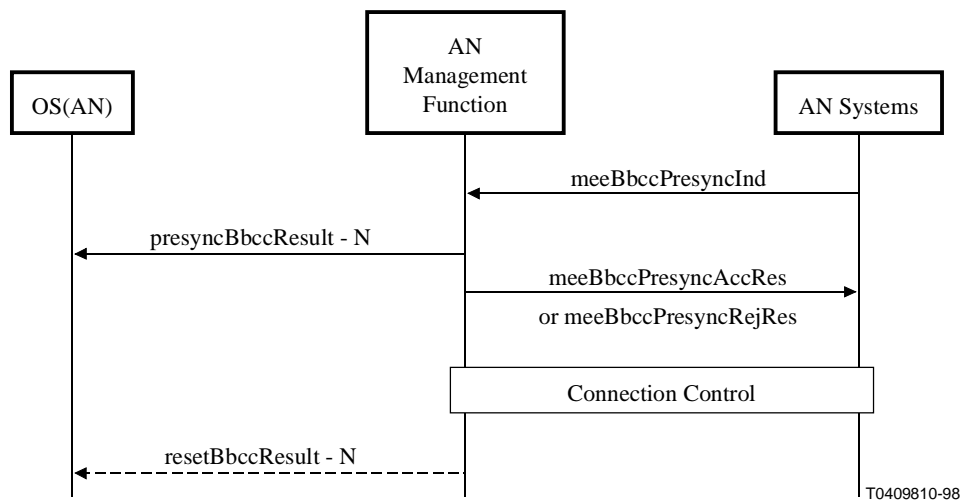 AN
Management
Function
OS(AN)
AN Systems
meeBbccPresyncInd
presyncBbccResult - N
meeBbccPresyncAccRes
or meeBbccPresyncRejRes
Connection Control
resetBbccResult - N
T0409810-98